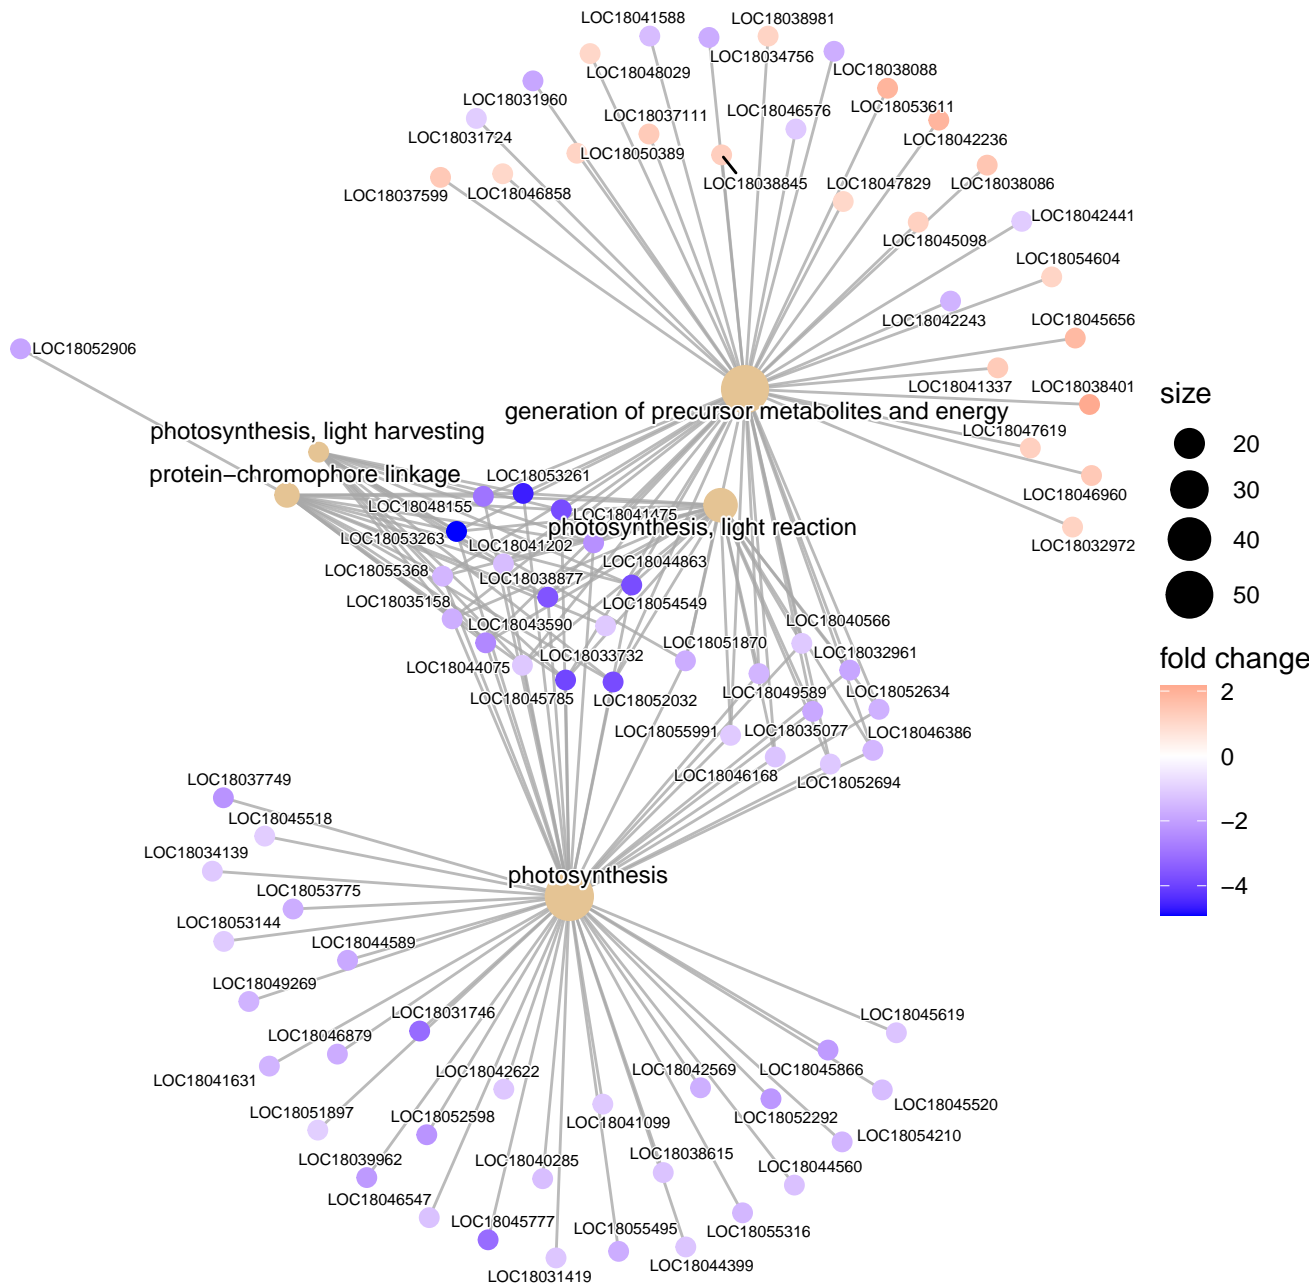 LOC18041588
LOC18038981
LOC18034756
LOC18048029
LOC18038088
LOC18031960
LOC18053611
LOC18037111
LOC18046576
LOC18042236
LOC18031724
LOC18050389
LOC18038845
LOC18047829
LOC18038086
LOC18037599
LOC18046858
LOC18042441
LOC18045098
LOC18054604
LOC18042243
LOC18045656
LOC18052906
LOC18041337
LOC18038401
generation of precursor metabolites and energy
photosynthesis, light harvesting
LOC18047619
protein−chromophore linkage
LOC18053261
LOC18046960
LOC18048155
LOC18041475
photosynthesis, light reaction
LOC18053263
LOC18041202
LOC18032972
LOC18044863
LOC18055368
LOC18038877
LOC18035158
LOC18054549
LOC18043590
LOC18040566
LOC18051870
LOC18032961
LOC18033732
LOC18044075
LOC18045785
LOC18052032
LOC18049589
LOC18052634
LOC18055991
LOC18035077
LOC18046386
LOC18046168
LOC18052694
LOC18037749
LOC18045518
LOC18034139
photosynthesis
LOC18053775
LOC18053144
LOC18044589
LOC18049269
LOC18031746
LOC18045619
LOC18046879
LOC18041631
LOC18042622
LOC18042569
LOC18045866
LOC18051897
LOC18052598
LOC18041099
LOC18052292
LOC18045520
LOC18054210
LOC18039962
LOC18040285
LOC18038615
LOC18044560
LOC18046547
LOC18045777
LOC18055495
LOC18055316
LOC18044399
LOC18031419
size
20
30
40
50
fold change
2
0
−2
−4